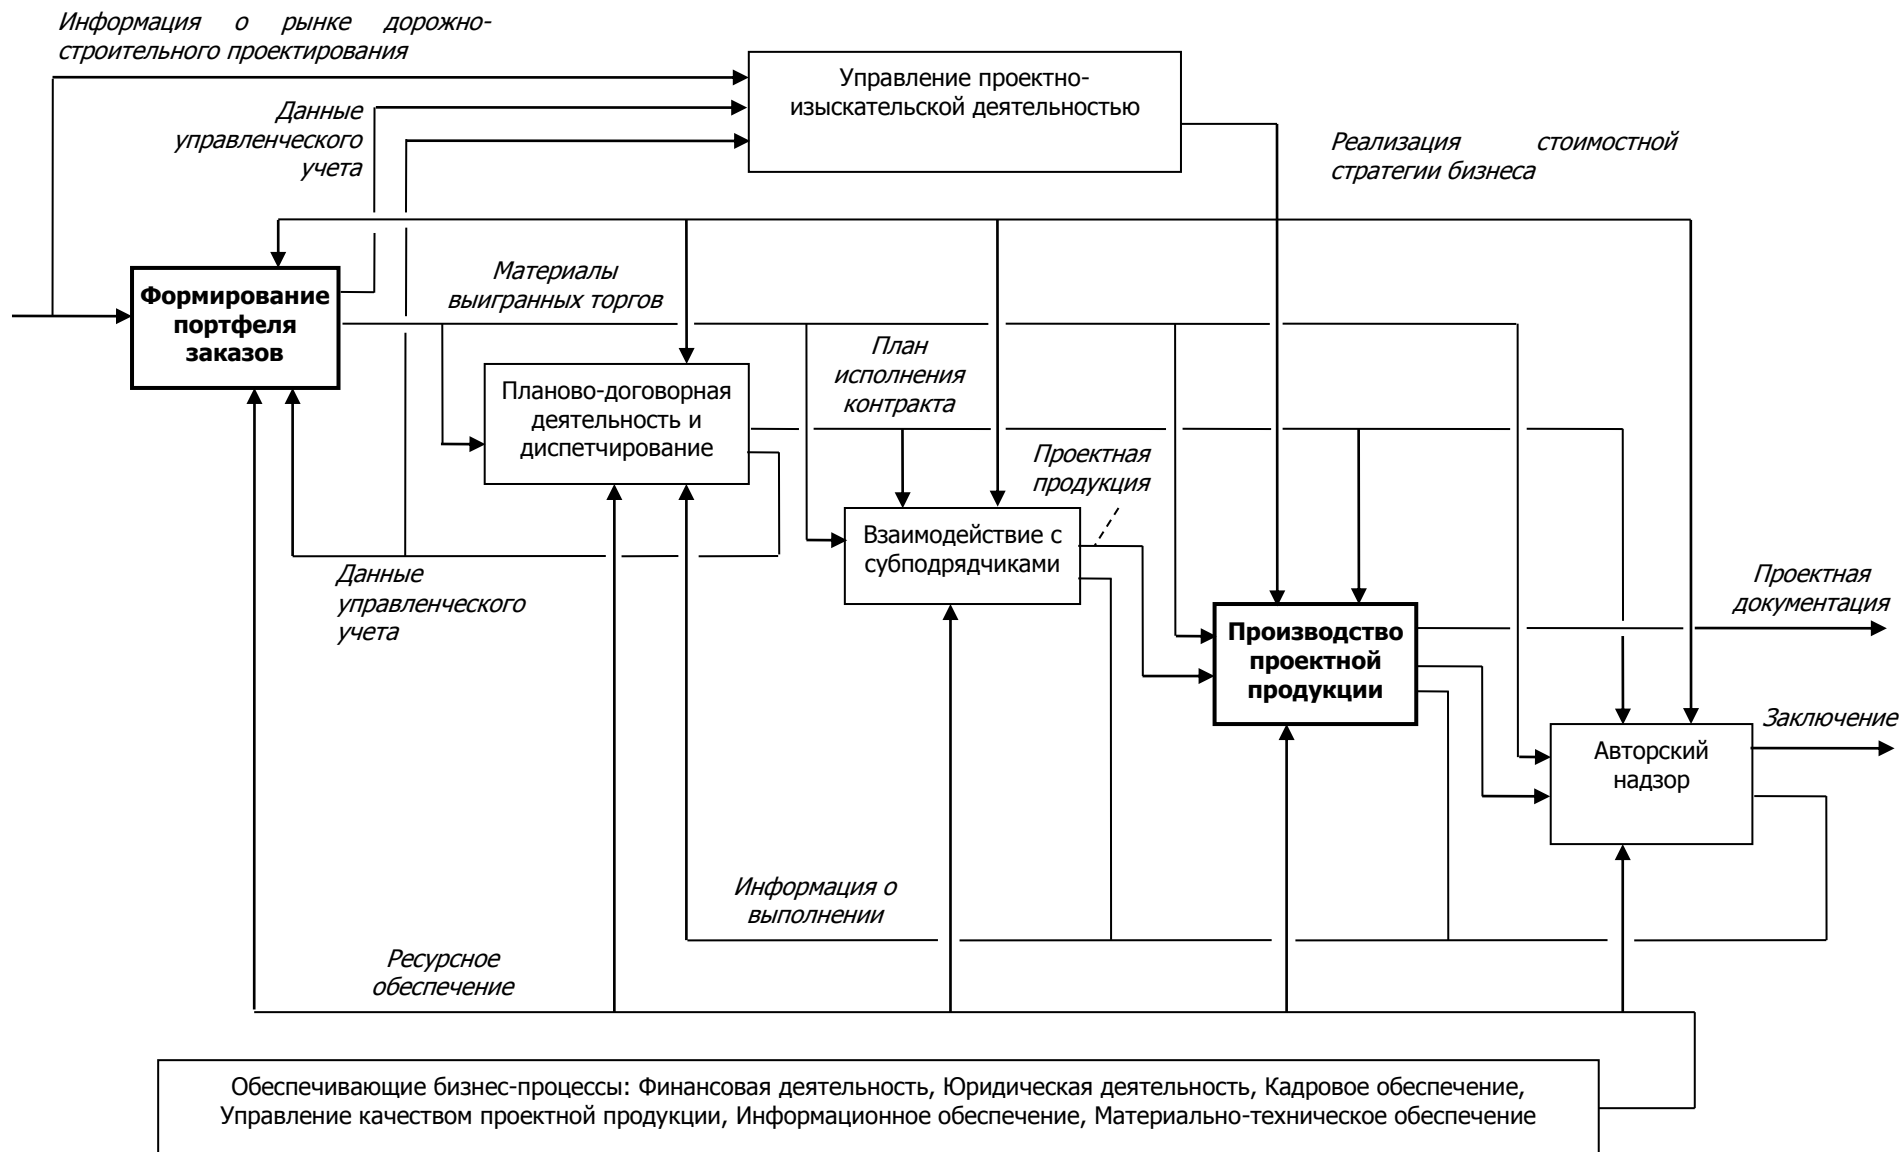 Информация о рынке дорожно-
строительного проектирования
Управление проектно-
изыскательской деятельностью
Данные
управленческого
учета
Реализация стоимостной
стратегии бизнеса
Формирование
портфеля
заказов
Материалы
выигранных торгов
План
исполнения
контракта
Планово-договорная
деятельность и
диспетчирование
Проектная
продукция
Взаимодействие с
субподрядчиками
Данные
управленческого
учета
Проектная
документация
Производство
проектной
продукции
Заключение
Авторский
надзор
Информация о
выполнении
Ресурсное
обеспечение
Обеспечивающие бизнес-процессы: Финансовая деятельность, Юридическая деятельность, Кадровое обеспечение,
Управление качеством проектной продукции, Информационное обеспечение, Материально-техническое обеспечение